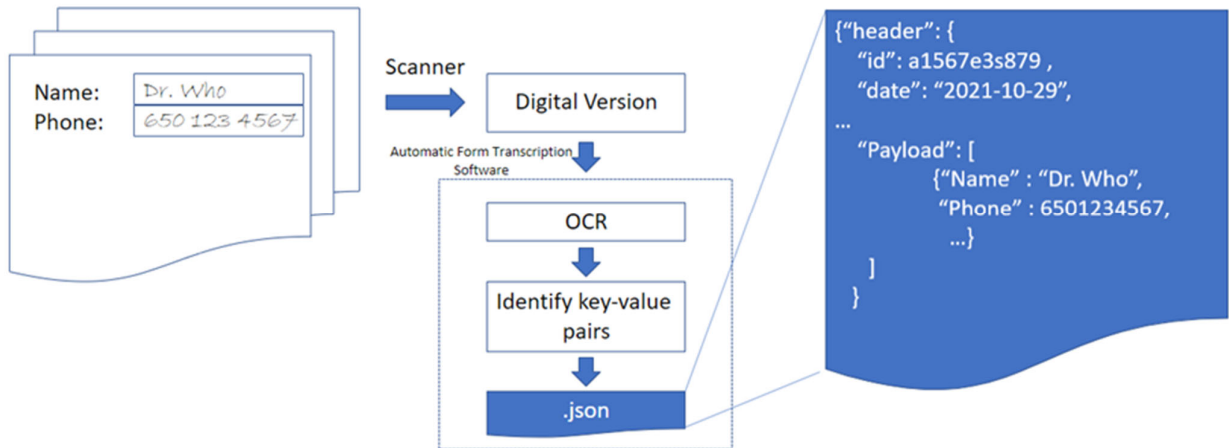 Name: Dr. Who
Phone: 650 123 4567
Scanner
Digital Version
Automatic Form Transcription
Software
OCR
Identify key-value
pairs
.json
{“header”: {
“id”: a1567e3s879 ,
“date”: “2021-10-29”,
...
“Payload”: [
{“Name” : “Dr. Who”,
“Phone” : 6501234567,
...}
]
}